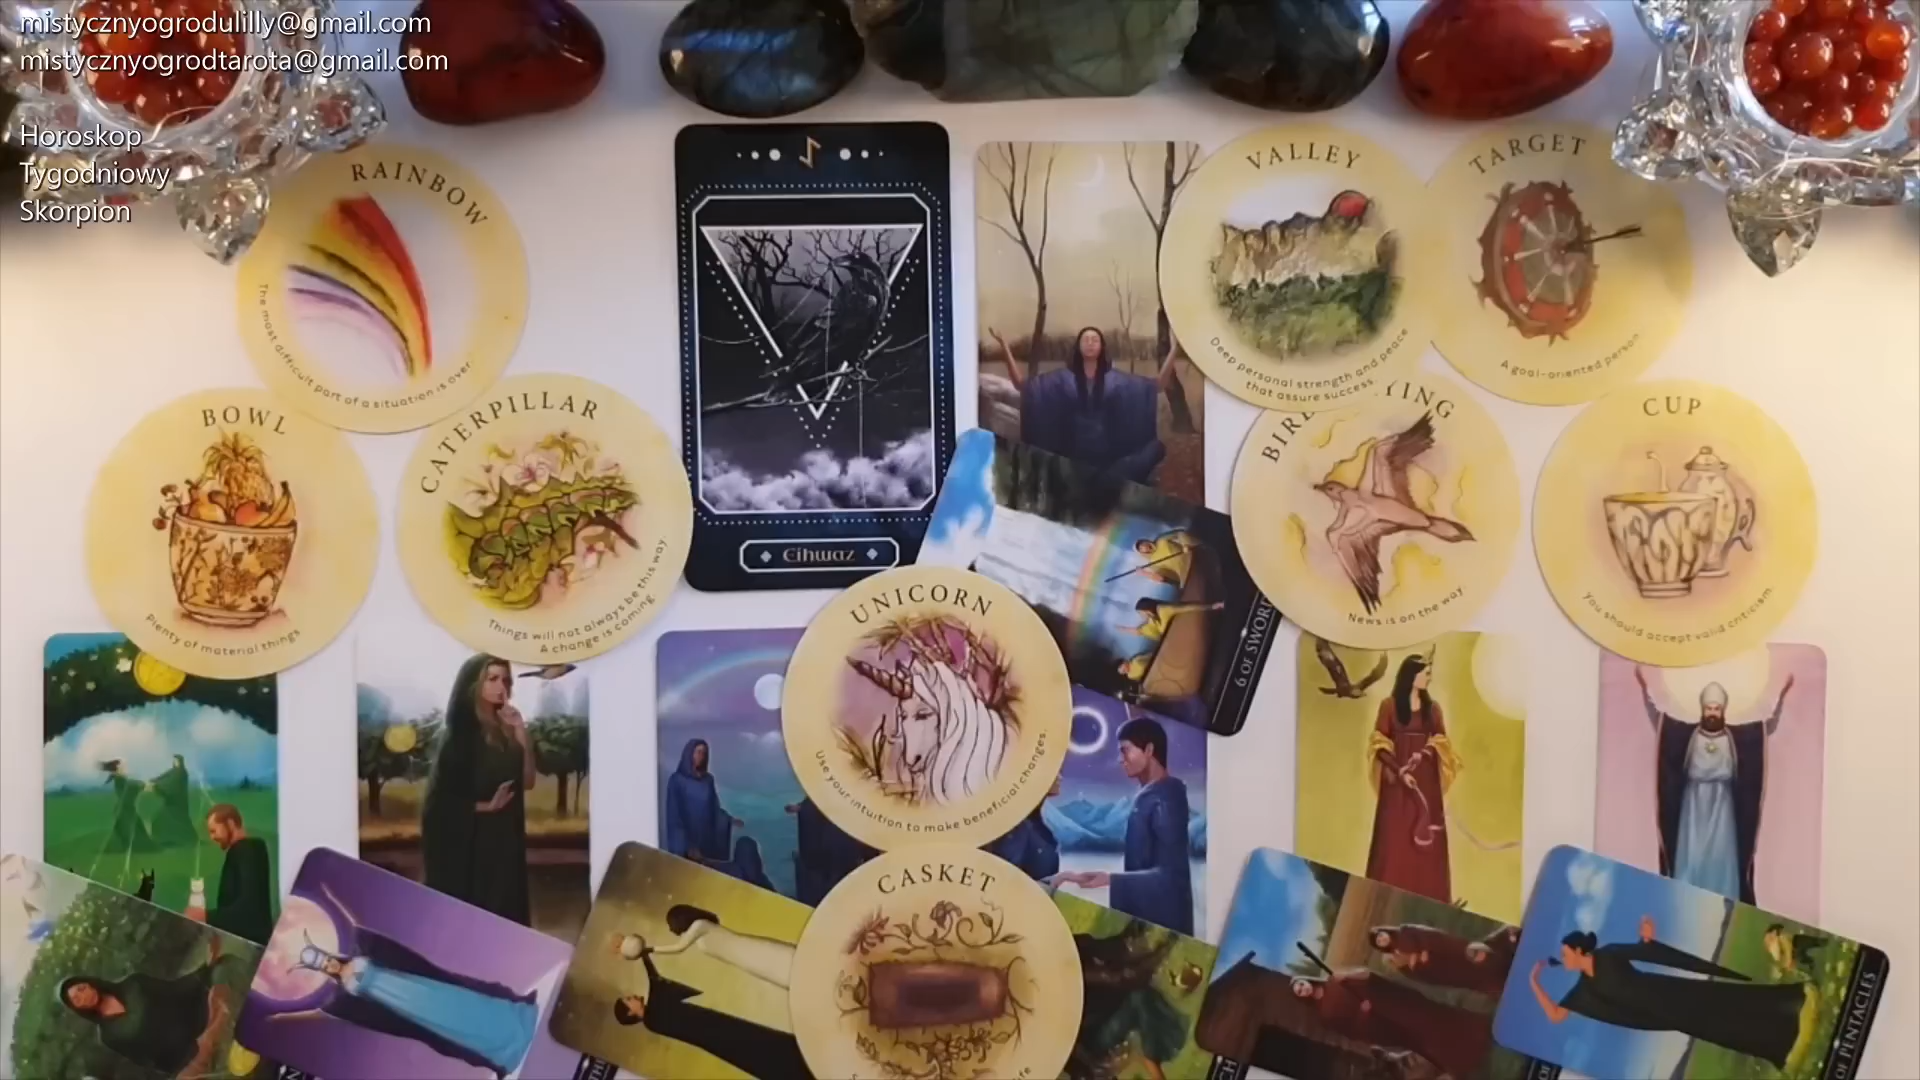 mistycznyogrodulilly@gmail.com
mistycznyogrodtarota@gmail.com
Horoskop
Tygodniowy
Skorpion
RAINBOW
The most difficult part of a situation is over
VALLEY
Deep personal strength and peace
that assure success.
TARGET
A goal-oriented person
BOWL
Plenty of material things
CATERPILLAR
Things will not always be this way.
A change is coming.
Eihwaz
CUP
You should accept valid criticism
News is on the way
6 OF SWORD
UNICORN
Use your intuition to make beneficial changes.
CASKET
OF PENTACLES